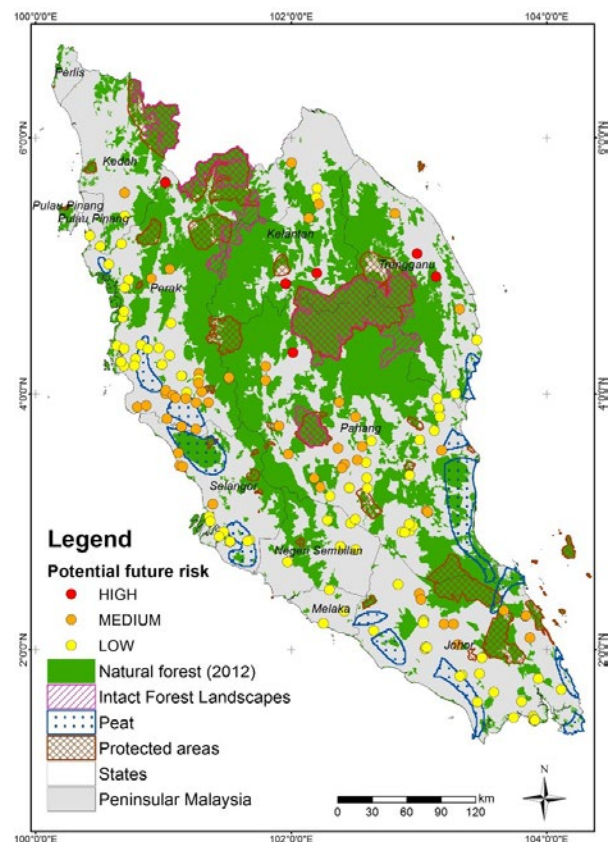 100°0'0"
102°0'0"E
104°0'0"E
6°0'0"N
6°0'0"N
4°0'0"N
4°0'0"N
2°0'0"N
2°0'0"N
Perlis
Kedah
Pulau Pinang
Pulau Pinang
Kelantan
Trngganu
Perak
Pahang
Selangor
Negeri Sembilan
Melaka
Johor
Legend
Potential future risk
HIGH
MEDIUM
LOW
Natural forest (2012)
Intact Forest Landscapes
Peat
Protected areas
States
Peninsular Malaysia
N
km
0 30 60 90 120
100°0'0"E
102°0'0"E
104°0'0"E